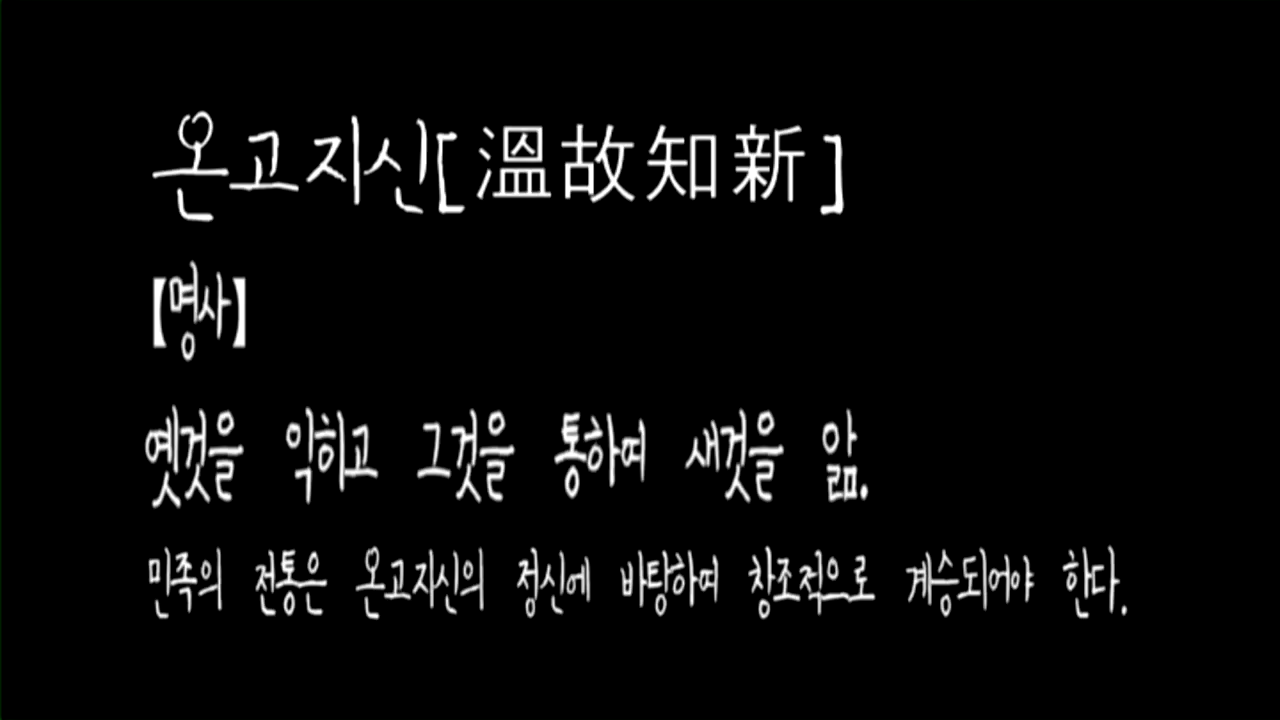 온고지신[溫故知新]
【명사】
옛것을 익히고 그것을 통하여 새것을 앎.
민족의 전통은 온고지신의 정신에 바탕하여 창조적으로 계승되어야 한다.